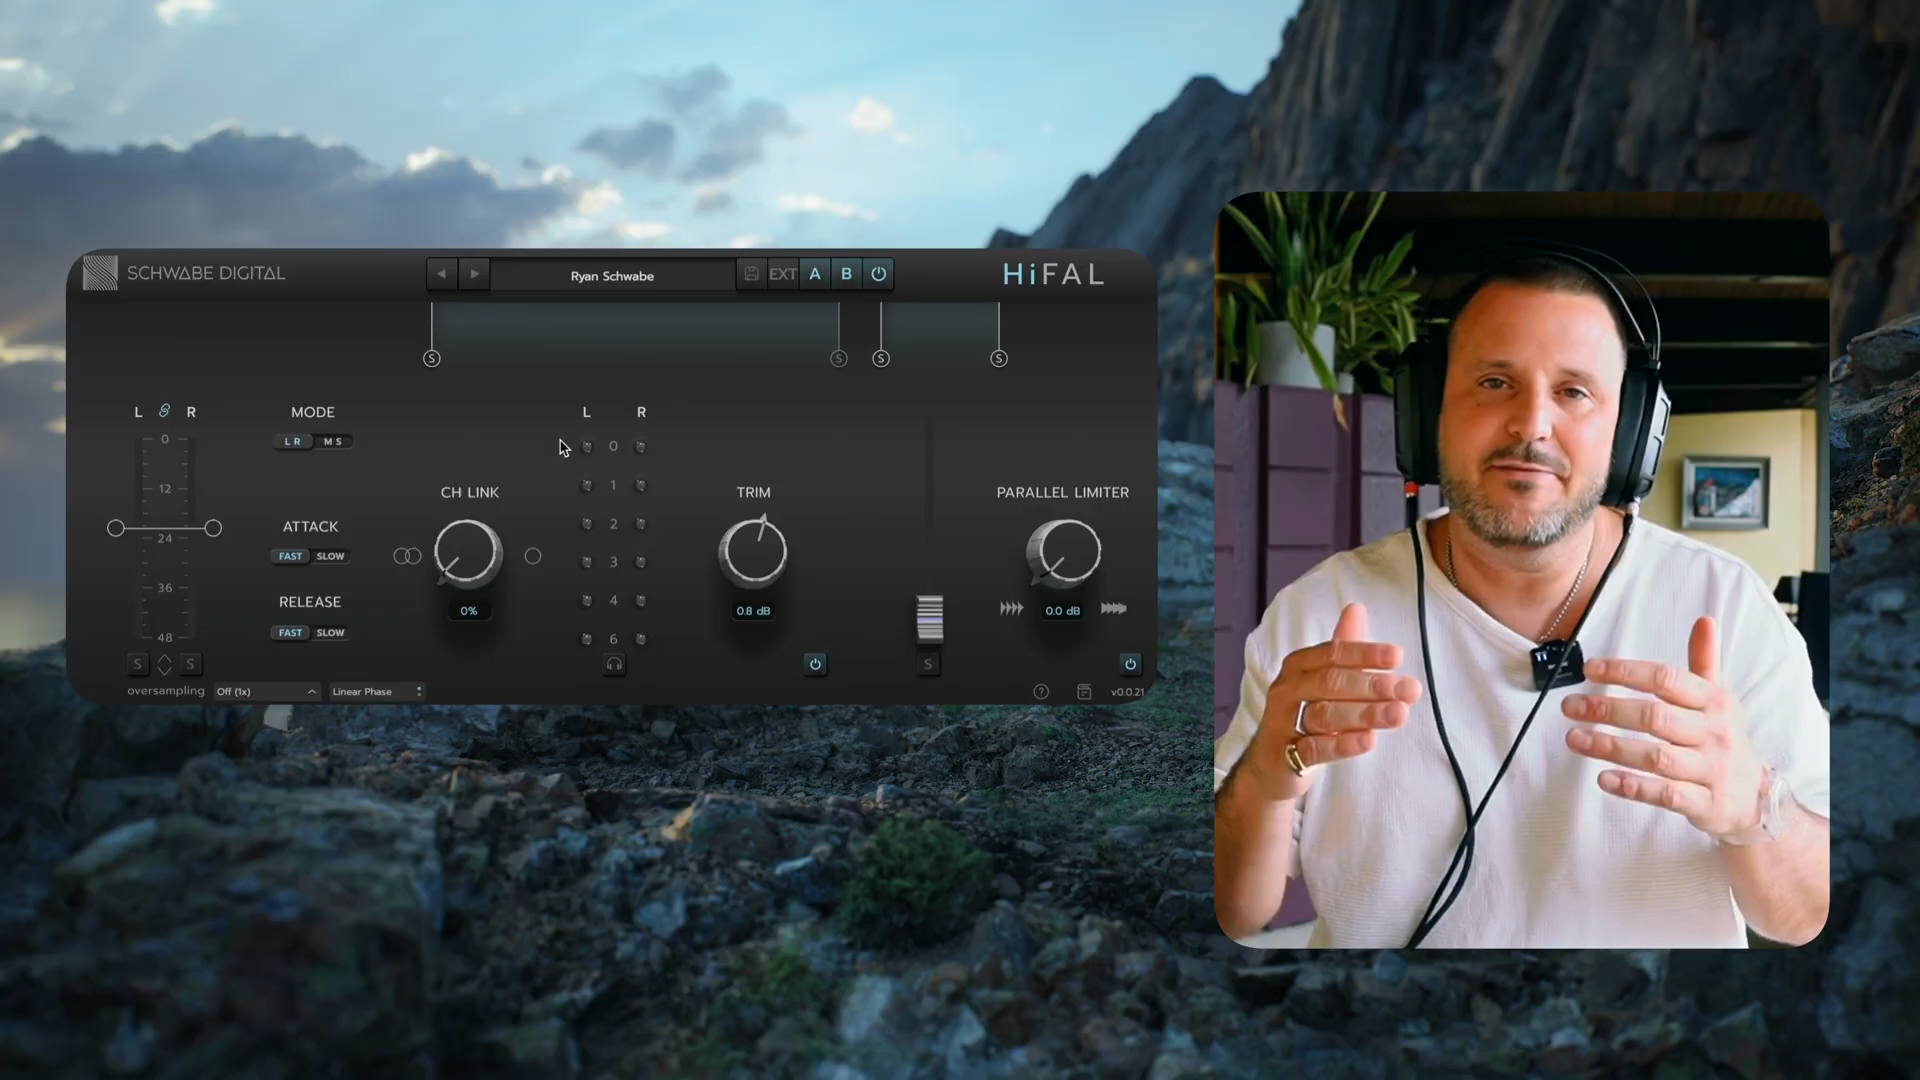 SCHWABE DIGITAL
Ryan Schwabe
EXT
A
B
HiFAL
S
S
S
S
L R
MODE
L R
M S
0
12
24
36
48
ATTACK
FAST SLOW
RELEASE
FAST SLOW
CH LINK
0%
L R
0
1
2
3
4
6
TRIM
0.8 dB
PARALLEL LIMITER
0.0 dB
S
S
S
oversampling Off (1x) Linear Phase
v0.0.21